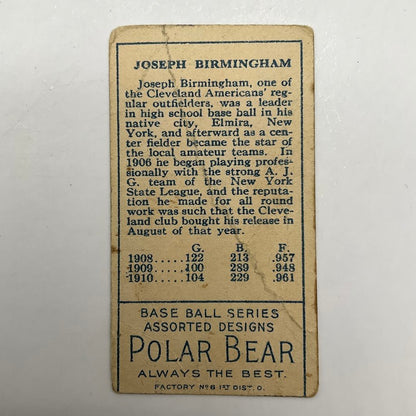 JOSEPH BIRMINGHAM
Joseph Birmingham, one of
the Cleveland Americans' reg-
ular outfielders, was a leader
in high school base ball in his
native city, Elmira, New
York, and afterward as a cen-
ter fielder became the star of
the local amateur teams. In
1906 he began playing profes-
sionally with the strong A. J.
G. team of the New York
State League, and the reputa-
tion he made for all round
work was such that the Cleve-
land club bought his release in
August of that year.
G. B. F.
1908.....122 213 .957
1909.....100 289 .948
1910.....104 229 .961
BASE BALL SERIES
ASSORTED DESIGNS
POLAR BEAR
ALWAYS THE BEST.
FACTORY No 6 1ST DIST. O.